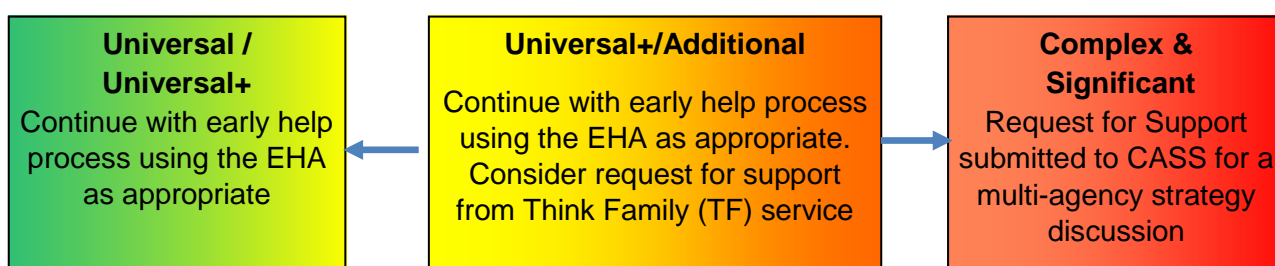 Universal /
Universal+
Continue with early help
process using the EHA
as appropriate
Universal+/Additional
Continue with early help process
using the EHA as appropriate.
Consider request for support
from Think Family (TF) service
Complex &
Significant
Request for Support
submitted to CASS for a
multi-agency strategy
discussion